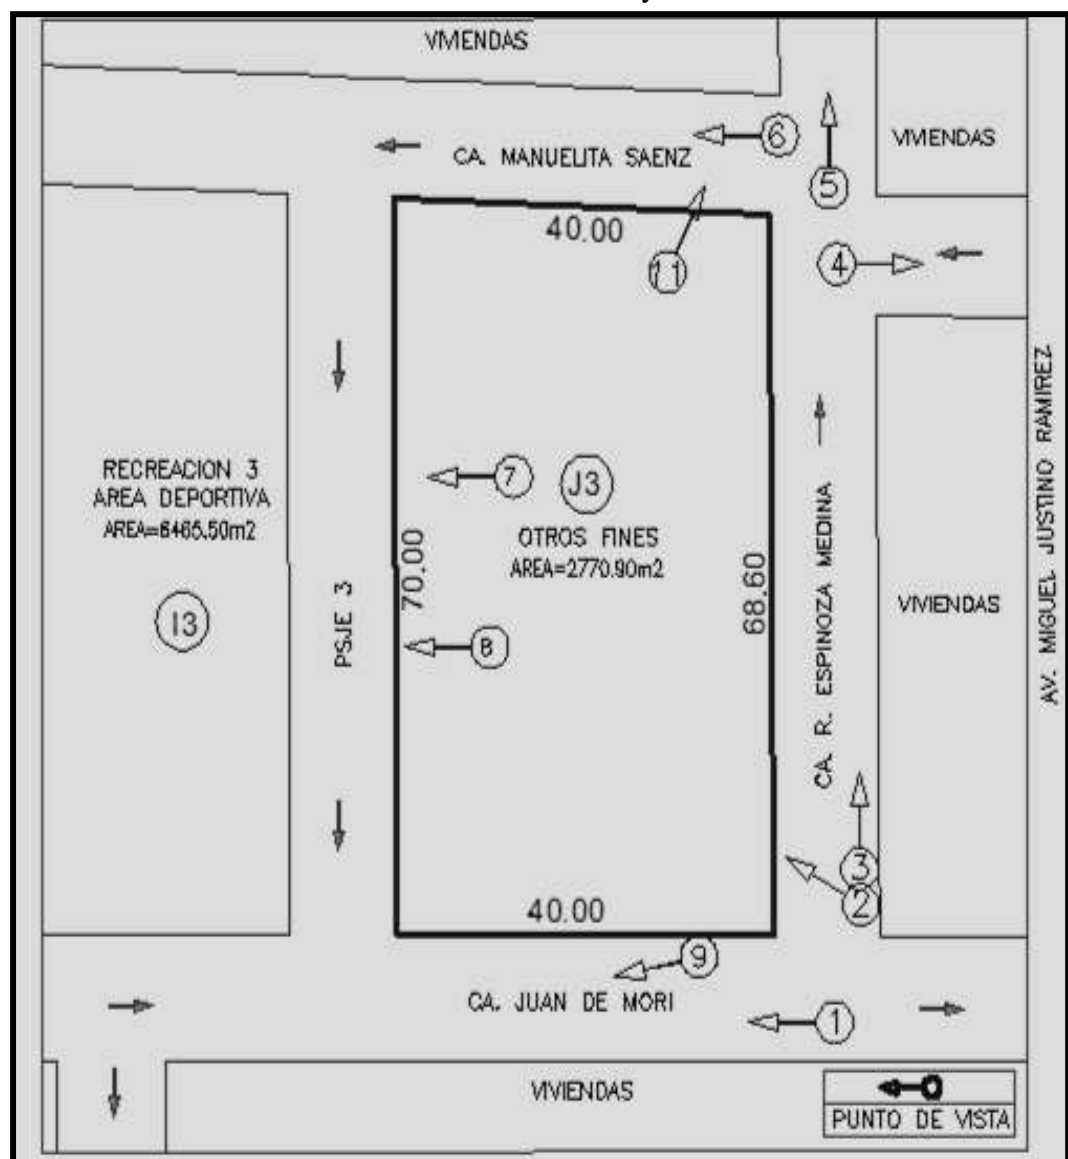 VIVIENDAS
VIVIENDAS
6
CA. MANUELITA SAENZ
5
40.00
11
4
AV. MIGUEL JUSTINO RAMIREZ
RECREACION 3
AREA DEPORTIVA
AREA=6465.50m2
I3
PSJE 3
7
J3
OTROS FINES
AREA=2770.90m2
70.00
68.60
8
CA. R. ESPINOZA MEDINA
VIVIENDAS
3
2
40.00
9
CA. JUAN DE MORI
1
VIVIENDAS
PUNTO DE VISTA